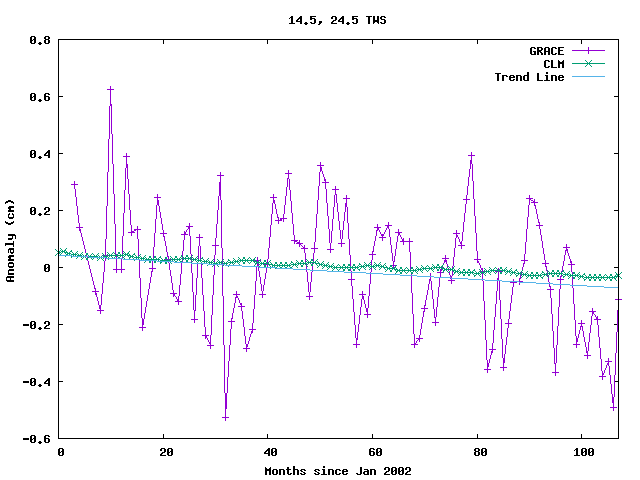 14.5, 24.5 TWS
GRACE
CLM
Trend Line
0.8
0.6
0.4
0.2
0
-0.2
-0.4
-0.6
Anomaly (cm)
0 20 40 60 80 100
Months since Jan 2002